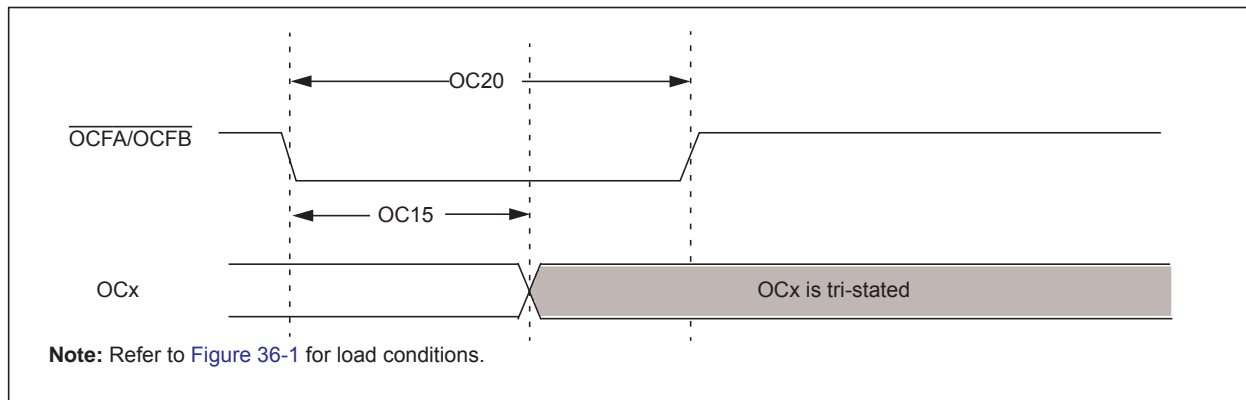 OC20
OCFA/OCFB
OC15
OCx
OCx is tri-stated
Note: Refer to Figure 36-1 for load conditions.